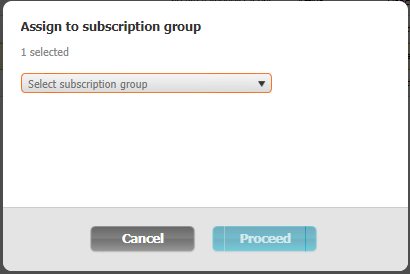 Assign to subscription group
1 selected
Select subscription group
Cancel
Proceed